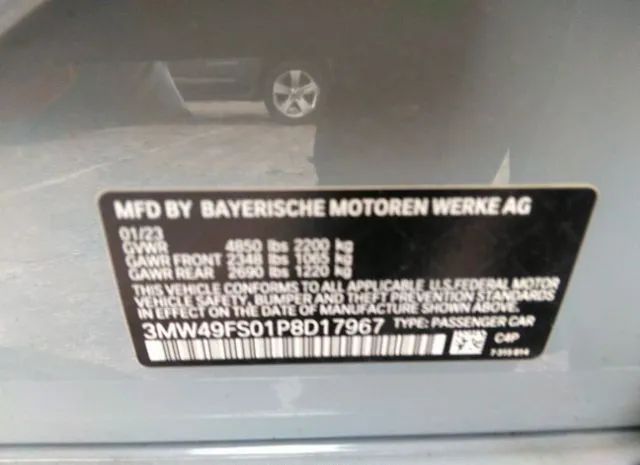 MFD BY BAYERISCHE MOTOREN WERKE AG
01/23
GVWR 4850 lbs 2200 kg
GAWR FRONT 2348 lbs 1065 kg
GAWR REAR 2690 lbs 1220 kg
THIS VEHICLE CONFORMS TO ALL APPLICABLE U.S.FEDERAL MOTOR
VEHICLE SAFETY, BUMPER AND THEFT PREVENTION STANDARDS
IN EFFECT ON THE DATE OF MANUFACTURE SHOWN ABOVE.
3MW49FS01P8D17967 TYPE: PASSENGER CAR
C4P